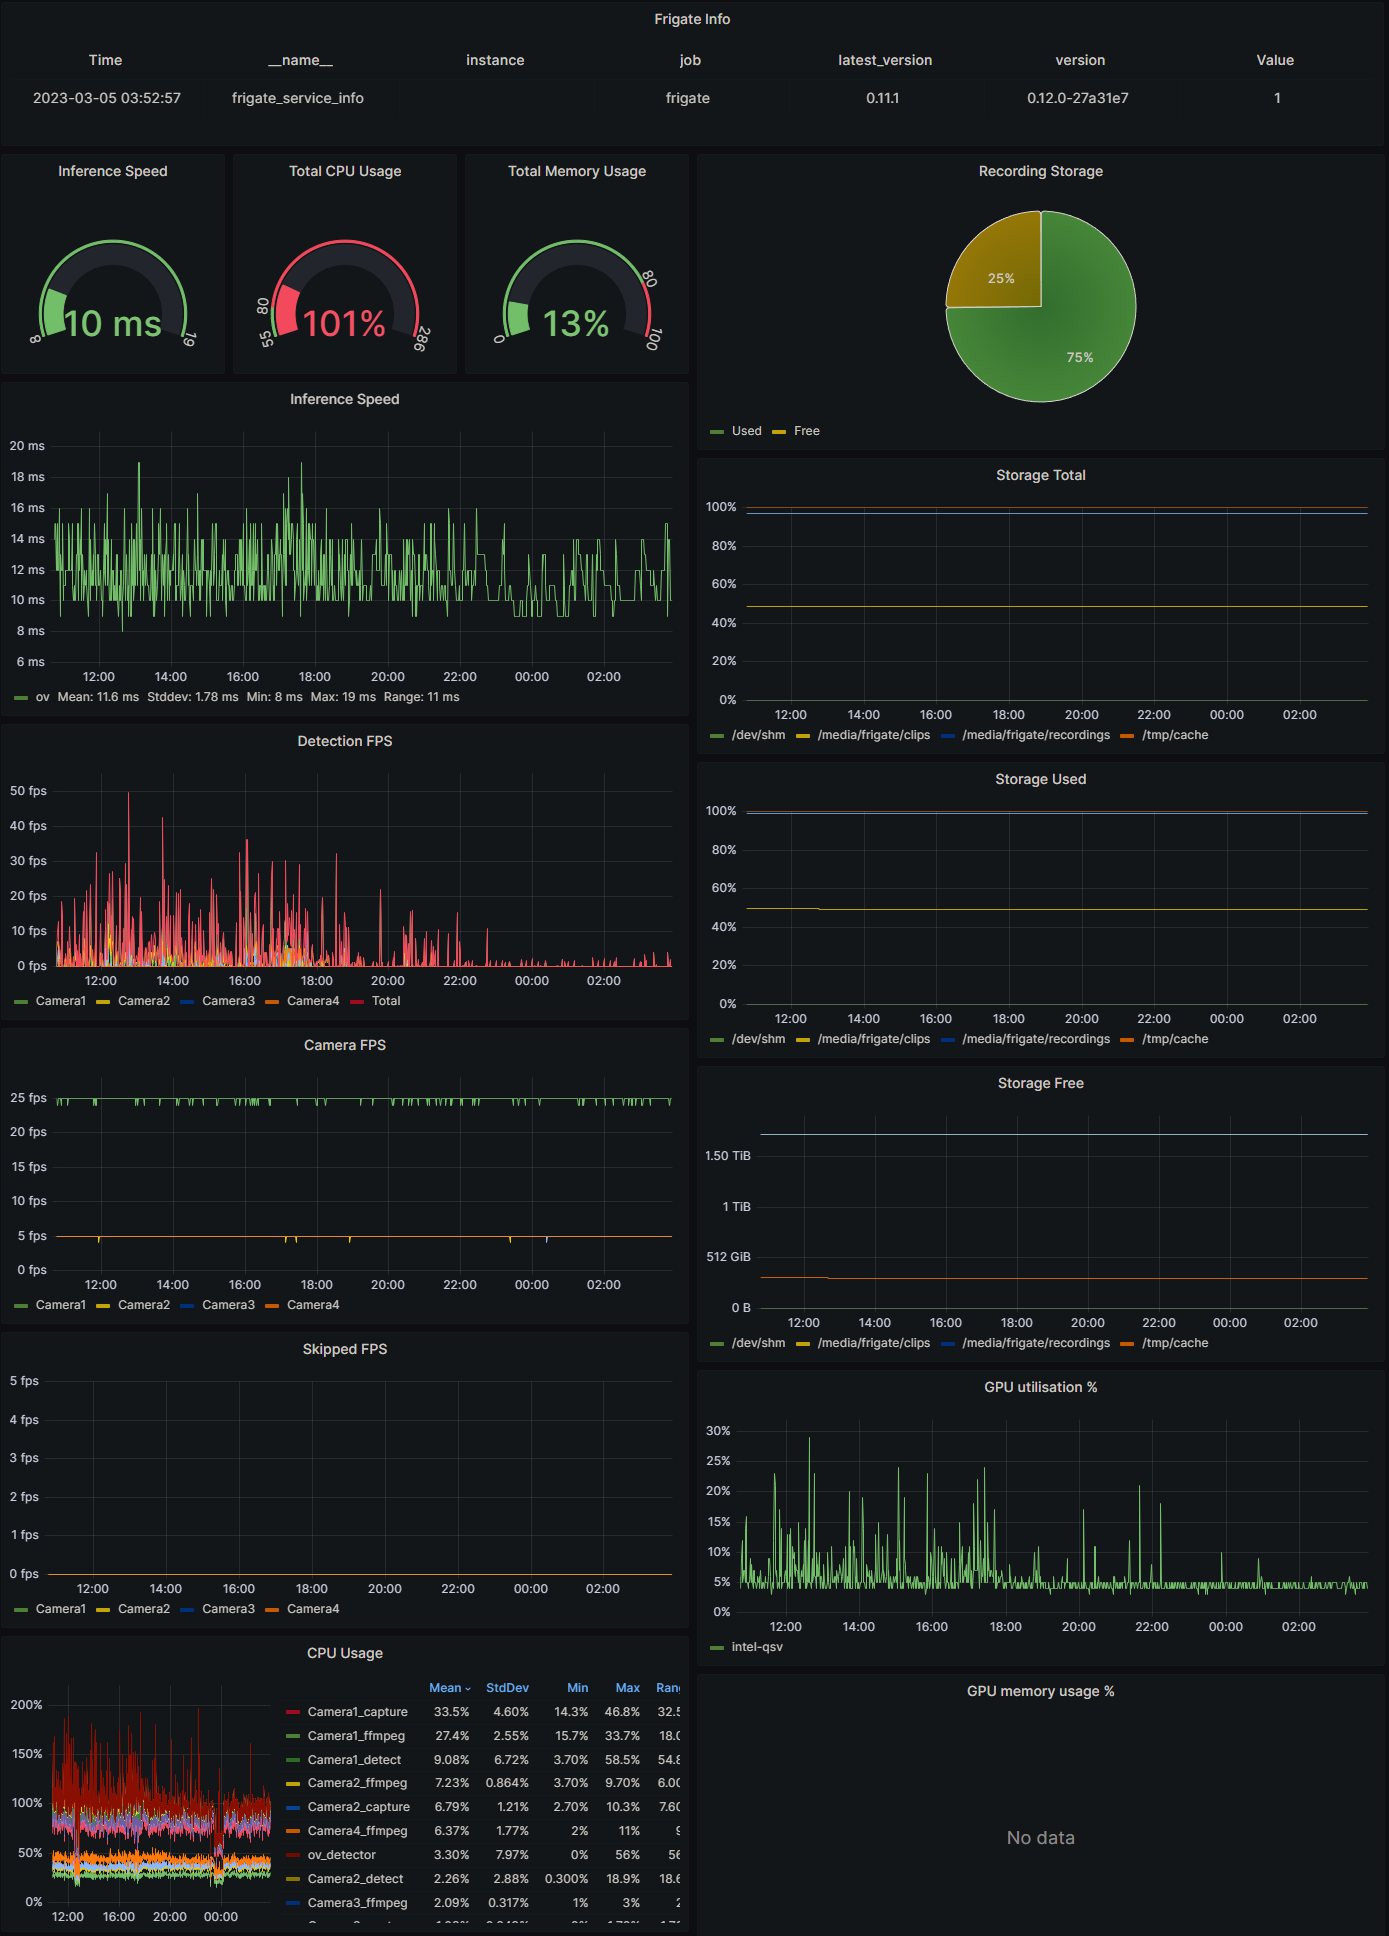 Frigate Info
Time __name__ instance job latest_version version Value
2023-03-05 03:52:57 frigate_service_info frigate 0.11.1 0.12.0-27a31e7 1
Inference Speed
10 ms
8 19
Total CPU Usage
101%
55 80 286
Total Memory Usage
13%
0 80 100
Recording Storage
25%
75%
Used Free
Inference Speed
20 ms
18 ms
16 ms
14 ms
12 ms
10 ms
8 ms
6 ms
12:00 14:00 16:00 18:00 20:00 22:00 00:00 02:00
ov Mean: 11.6 ms Stddev: 1.78 ms Min: 8 ms Max: 19 ms Range: 11 ms
Storage Total
100%
80%
60%
40%
20%
0%
12:00 14:00 16:00 18:00 20:00 22:00 00:00 02:00
/dev/shm /media/frigate/clips /media/frigate/recordings /tmp/cache
Detection FPS
50 fps
40 fps
30 fps
20 fps
10 fps
0 fps
12:00 14:00 16:00 18:00 20:00 22:00 00:00 02:00
Camera1 Camera2 Camera3 Camera4 Total
Storage Used
100%
80%
60%
40%
20%
0%
12:00 14:00 16:00 18:00 20:00 22:00 00:00 02:00
/dev/shm /media/frigate/clips /media/frigate/recordings /tmp/cache
Camera FPS
25 fps
20 fps
15 fps
10 fps
5 fps
0 fps
12:00 14:00 16:00 18:00 20:00 22:00 00:00 02:00
Camera1 Camera2 Camera3 Camera4
Storage Free
1.50 TiB
1 TiB
512 GiB
0 B
12:00 14:00 16:00 18:00 20:00 22:00 00:00 02:00
/dev/shm /media/frigate/clips /media/frigate/recordings /tmp/cache
Skipped FPS
5 fps
4 fps
3 fps
2 fps
1 fps
0 fps
12:00 14:00 16:00 18:00 20:00 22:00 00:00 02:00
Camera1 Camera2 Camera3 Camera4
GPU utilisation %
30%
25%
20%
15%
10%
5%
0%
12:00 14:00 16:00 18:00 20:00 22:00 00:00 02:00
intel-qsv
CPU Usage
200%
150%
100%
50%
0%
12:00 16:00 20:00 00:00
Mean StdDev Min Max
Camera1_capture 33.5% 4.60% 14.3% 46.8% 32.5
Camera1_ffmpeg 27.4% 2.55% 15.7% 33.7% 18.0
Camera1_detect 9.08% 6.72% 3.70% 58.5% 54.8
Camera2_ffmpeg 7.23% 0.864% 3.70% 9.70% 6.00
Camera2_capture 6.79% 1.21% 2.70% 10.3% 7.60
Camera4_ffmpeg 6.37% 1.77% 2% 11% 9
ov_detector 3.30% 7.97% 0% 56% 56
Camera2_detect 2.26% 2.88% 0.300% 18.9% 18.6
Camera3_ffmpeg 2.09% 0.317% 1% 3% 2
GPU memory usage %
No data